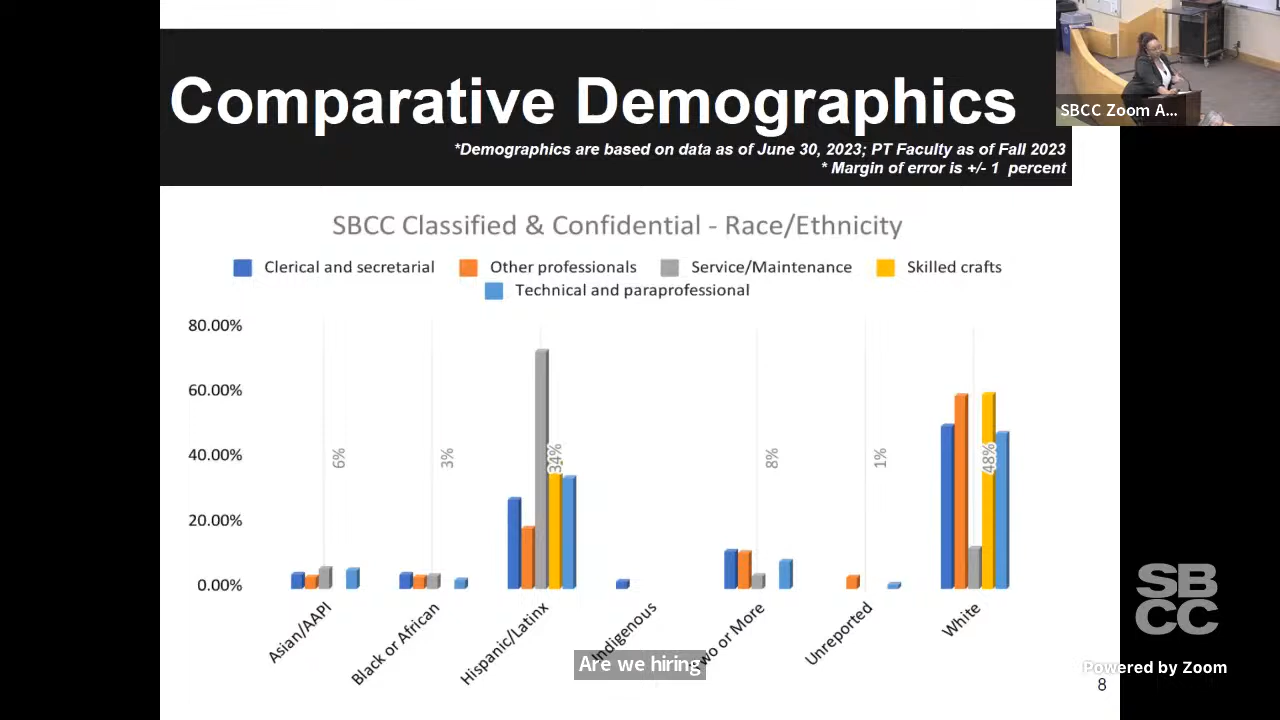 Comparative Demographics
*Demographics are based on data as of June 30, 2023; PT Faculty as of Fall 2023
* Margin of error is +/- 1 percent
SBCC Zoom A...
SBCC Classified & Confidential - Race/Ethnicity
Clerical and secretarial Other professionals Service/Maintenance Skilled crafts
Technical and paraprofessional
80.00%
60.00%
40.00%
20.00%
0.00%
6% 3% 34% 8% 1% 48%
Asian/AAPI
Black or African
Hispanic/Latinx
Indigenous
wo or More
Unreported
White
Are we hiring
SB
CC
Powered by Zoom
8